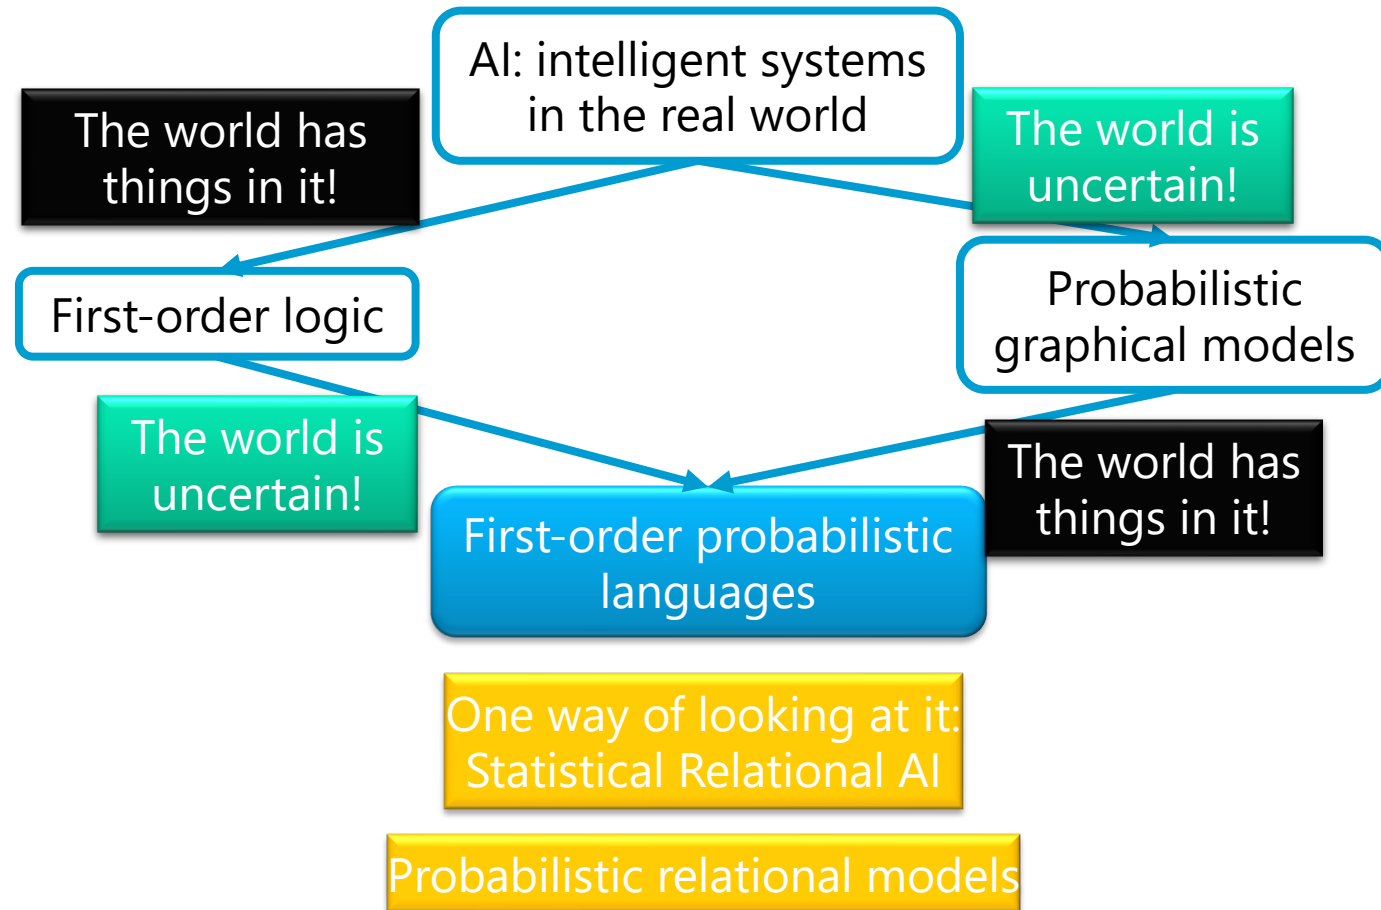 AI: intelligent systems
in the real world
The world has
things in it!
The world is
uncertain!
First-order logic
Probabilistic
graphical models
The world is
uncertain!
The world has
things in it!
First-order probabilistic
languages
One way of looking at it:
Statistical Relational AI
Probabilistic relational models